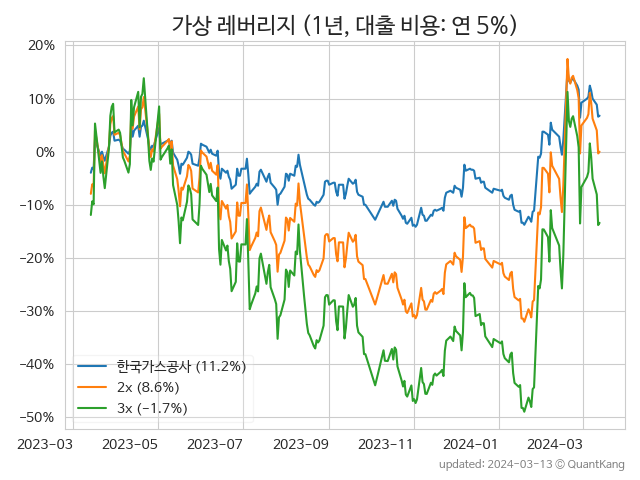 가상 레버리지 (1년, 대출 비용: 연 5%)
20%
10%
0%
−10%
−20%
−30%
−40%
−50%
한국가스공사 (11.2%)
2x (8.6%)
3x (−1.7%)
2023-03 2023-05 2023-07 2023-09 2023-11 2024-01 2024-03
updated: 2024-03-13 © QuantKang